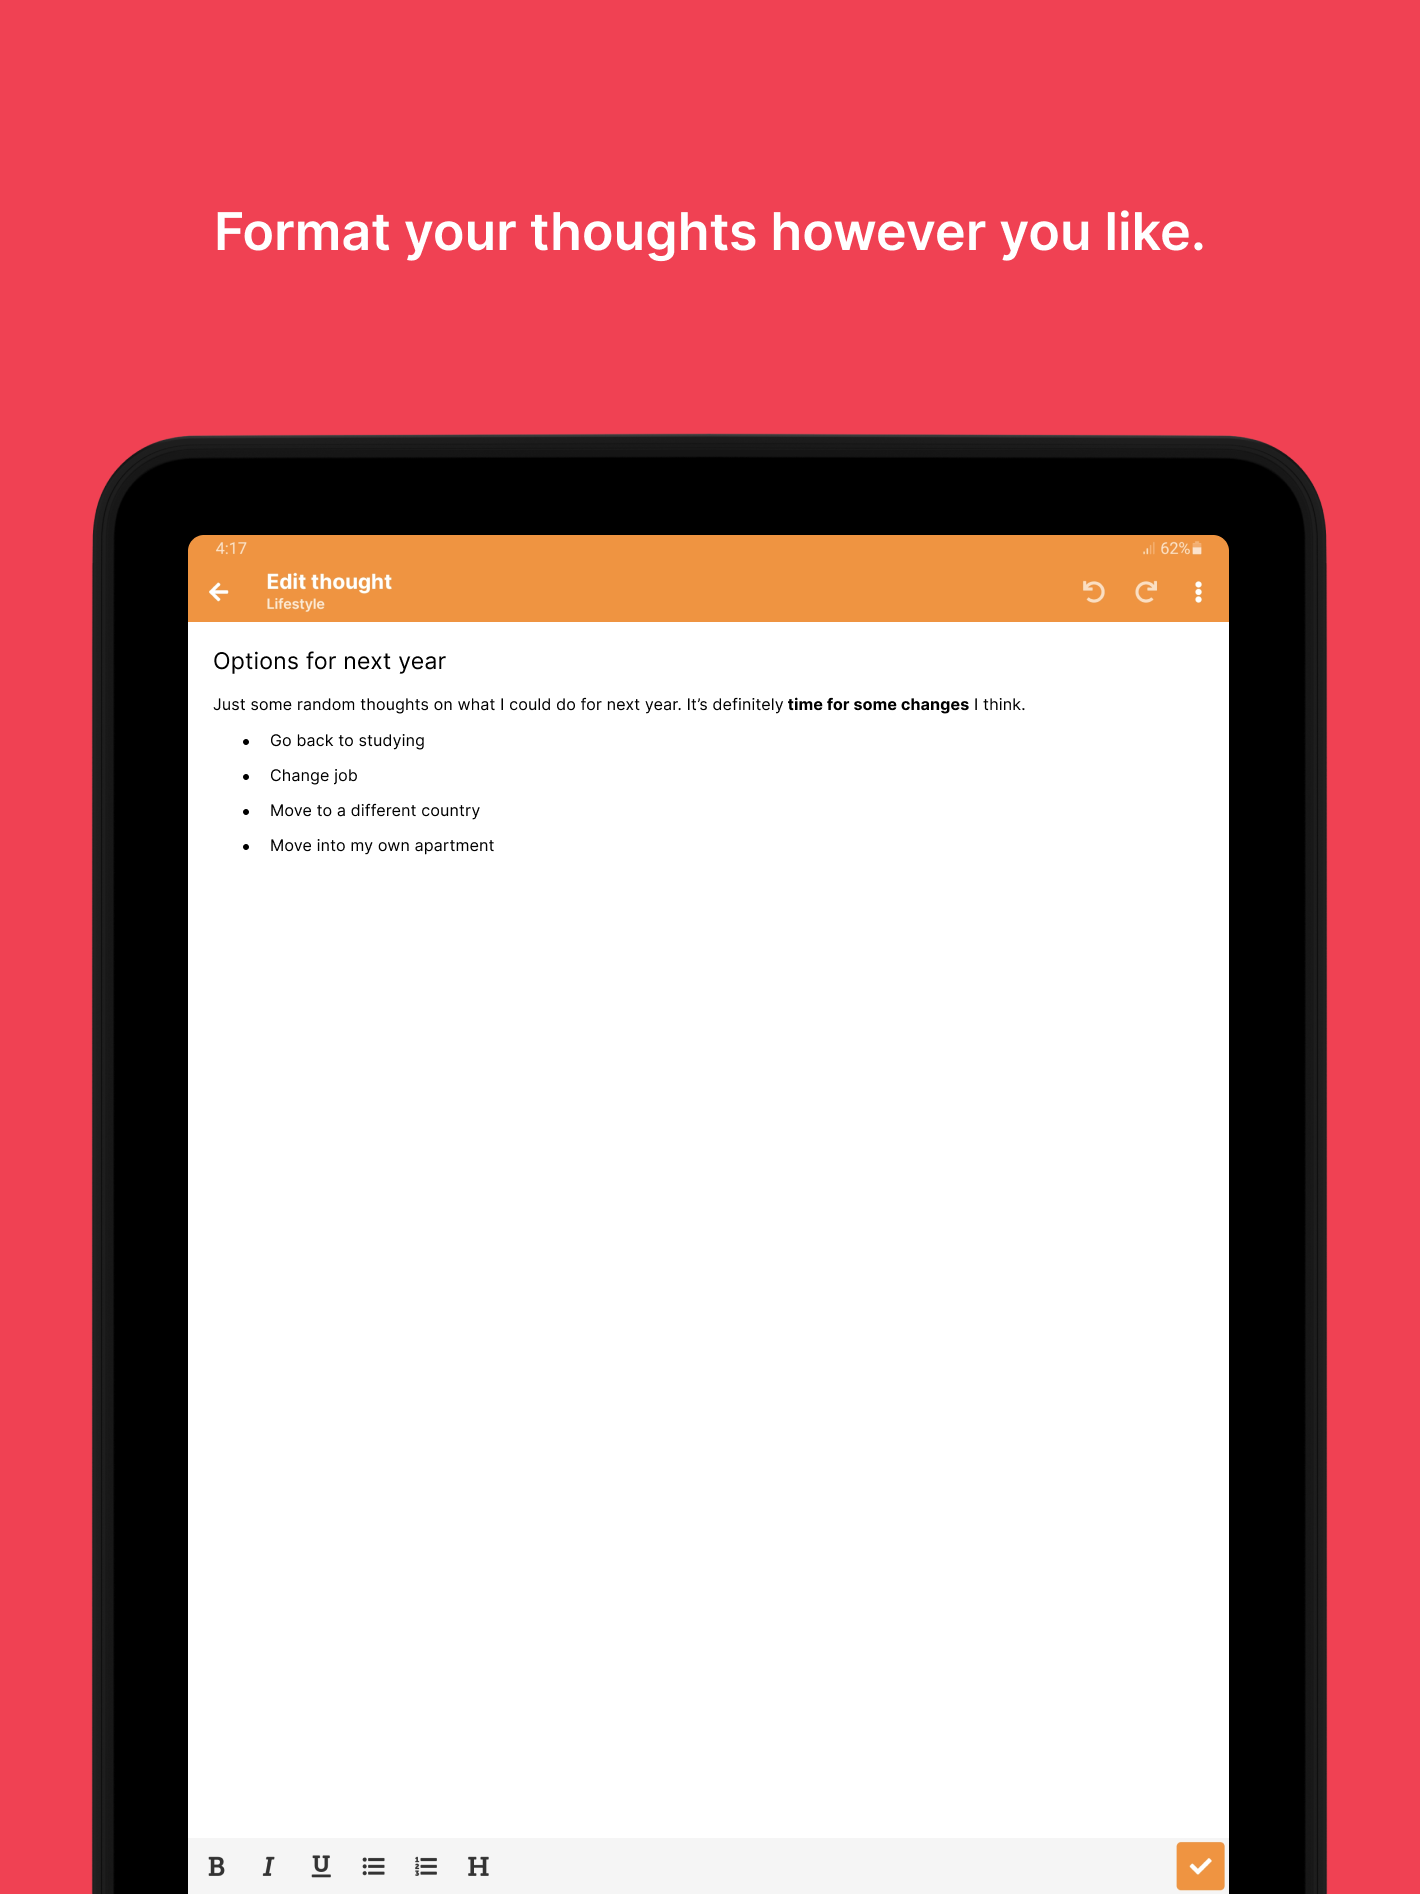 Format your thoughts however you like.
4:17
62%
Edit thought
Lifestyle
Options for next year
Just some random thoughts on what I could do for next year. It’s definitely time for some changes I think.
• Go back to studying
• Change job
• Move to a different country
• Move into my own apartment
B I U H